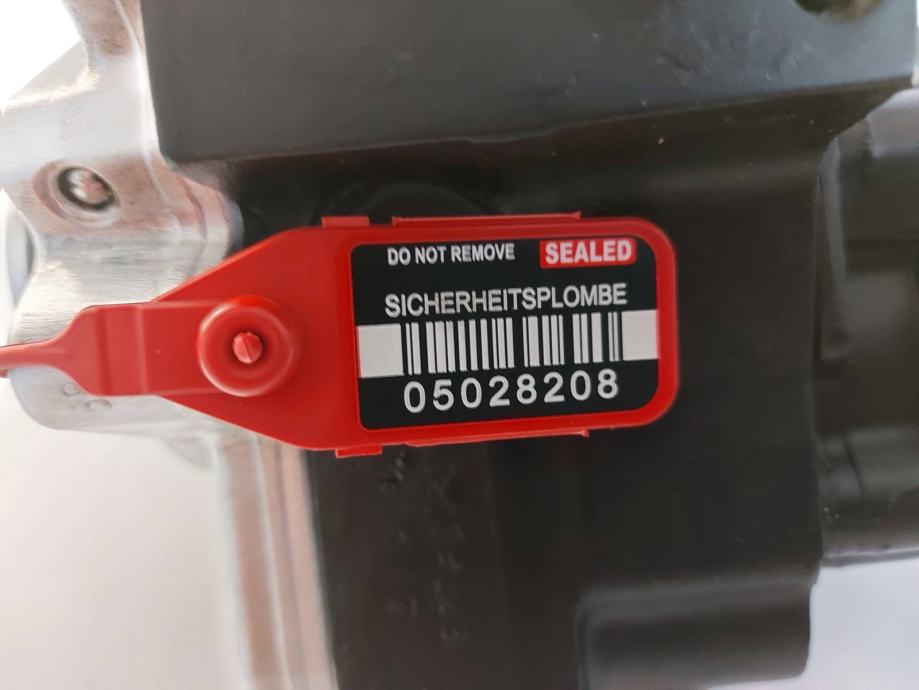 DO NOT REMOVE SEALED
SICHERHEITSPLOMBE
05028208